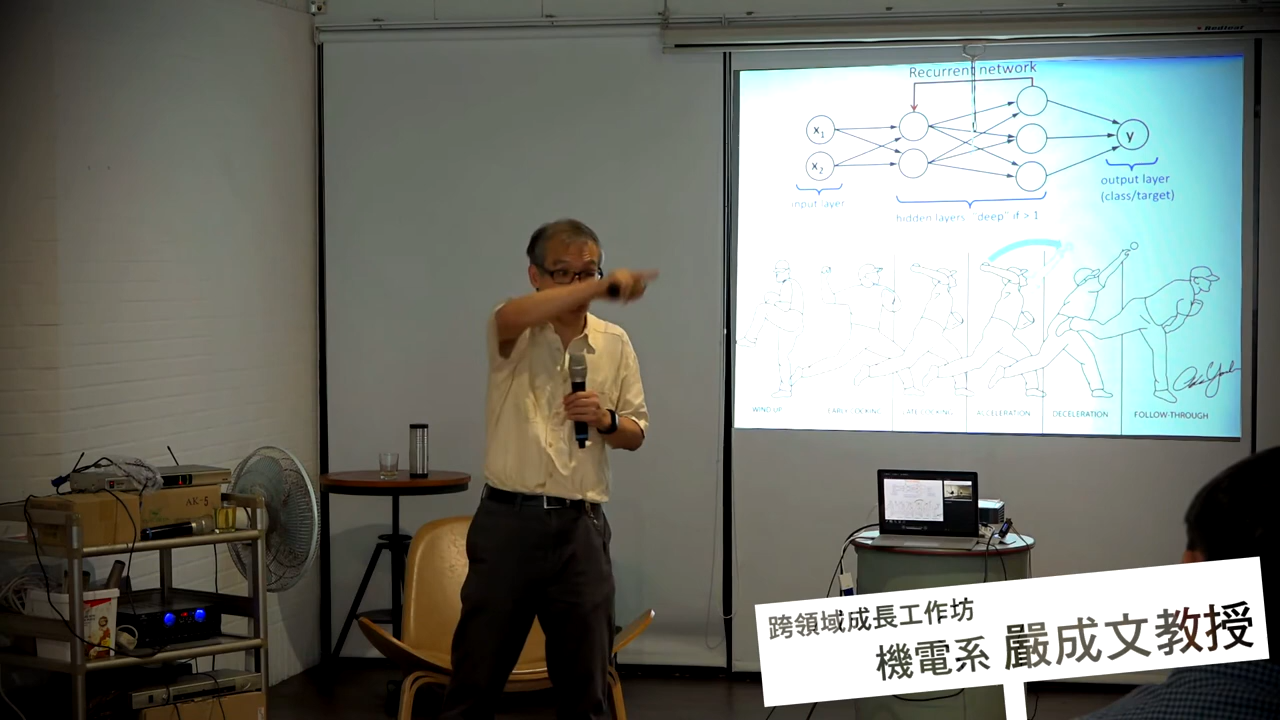 Recurrent network
x1
x2
y
input layer
hidden layers "deep" if > 1
output layer
(class/target)
WIND UP
EARLY COCKING
LATE COCKING
ACCELERATION
DECELERATION
FOLLOW-THROUGH
AK-5
跨領域成長工作坊
機電系 嚴成文教授